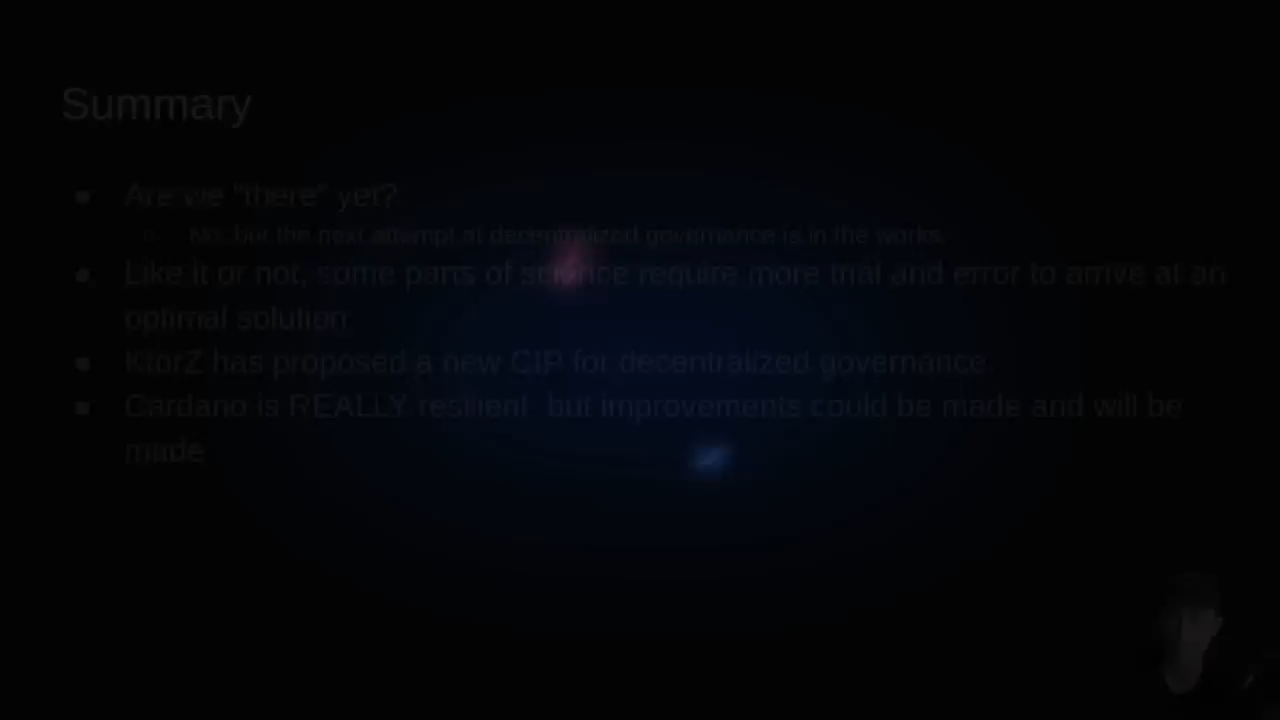 Summary
Are we "there" yet?
No, but the next attempt at decentralized governance is in the works.
Like it or not, some parts of science require more trial and error to arrive at an
optimal solution
has proposed a new CIP for decentralized governance.
Cardano is REALLY resilient, but improvements could be made and will be
made